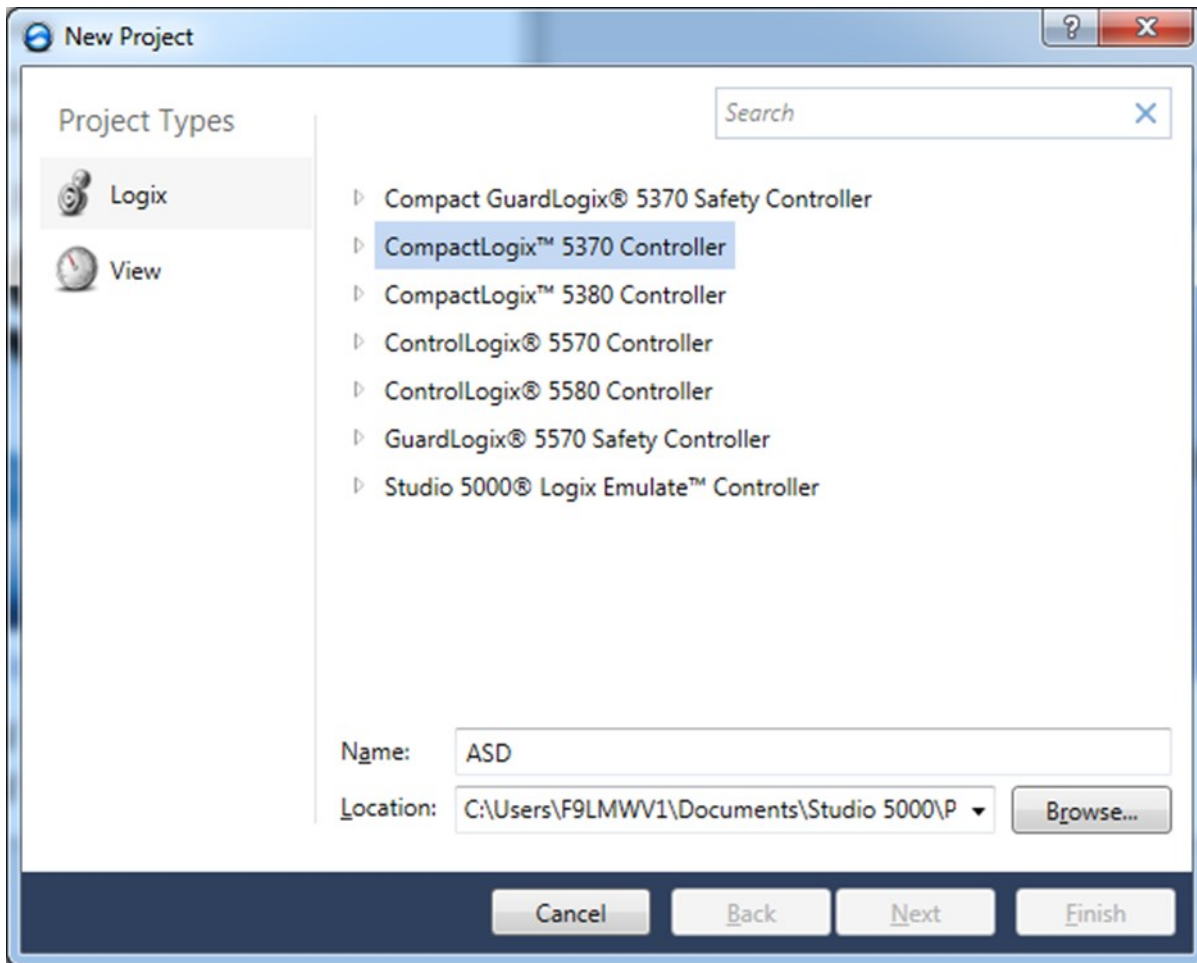 New Project
Project Types
Search
Logix
View
Compact GuardLogix® 5370 Safety Controller
CompactLogix™ 5370 Controller
CompactLogix™ 5380 Controller
ControlLogix® 5570 Controller
ControlLogix® 5580 Controller
GuardLogix® 5570 Safety Controller
Studio 5000® Logix Emulate™ Controller
Name: ASD
Location: C:\Users\F9LMWV1\Documents\Studio 5000\P Browse...
Cancel Back Next Finish